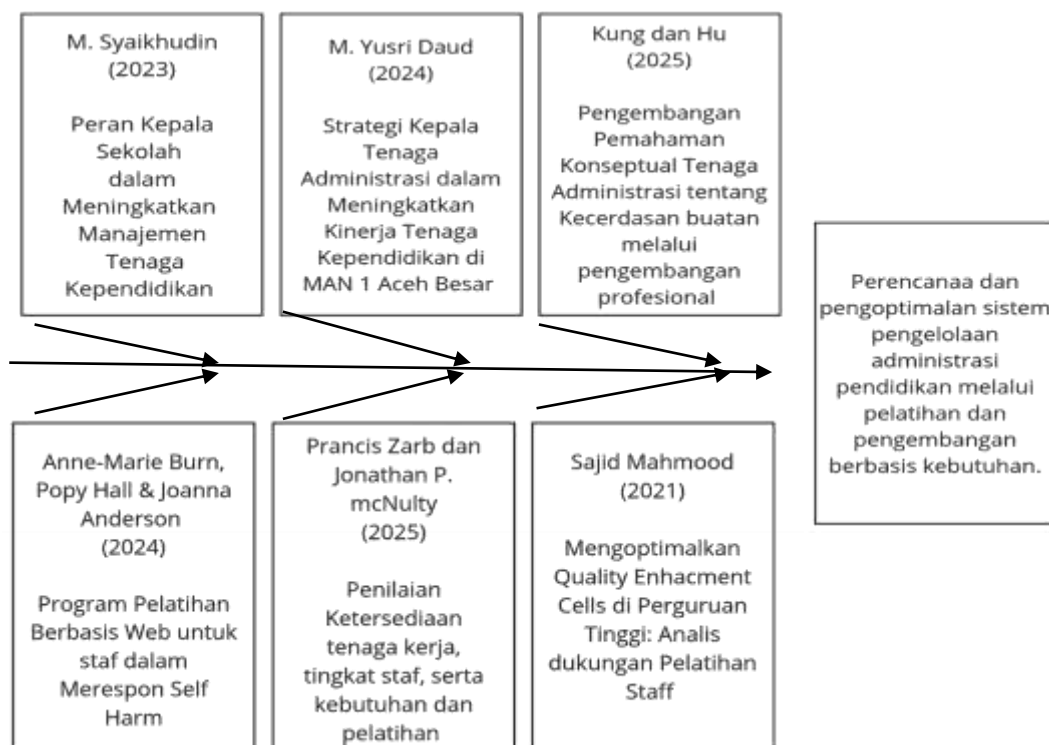 M. Syaikhudin
(2023)
Peran Kepala
Sekolah
dalam
Meningkatkan
Manajemen
Tenaga
Kependidikan
M. Yusri Daud
(2024)
Strategi Kepala
Tenaga
Administrasi dalam
Meningkatkan
Kinerja Tenaga
Kependidikan di
MAN 1 Aceh Besar
Kung dan Hu
(2025)
Pengembangan
Pemahaman
Konseptual Tenaga
Administrasi tentang
Kecerdasan buatan
melalui
pengembangan
profesional
Perencanaa dan
pengoptimalan sistem
pengelolaan
administrasi
pendidikan melalui
pelatihan dan
pengembangan
berbasis kebutuhan.
Anne-Marie Burn,
Popy Hall & Joanna
Anderson
(2024)
Program Pelatihan
Berbasis Web untuk
staf dalam
Merespon Self
Harm
Prancis Zarb dan
Jonathan P.
mcNulty
(2025)
Penilaian
Ketersediaan
tenaga kerja,
tingkat staf, serta
kebutuhan dan
pelatihan
Sajid Mahmood
(2021)
Mengoptimalkan
Quality Enhacment
Cells di Perguruan
Tinggi: Analis
dukungan Pelatihan
Staff